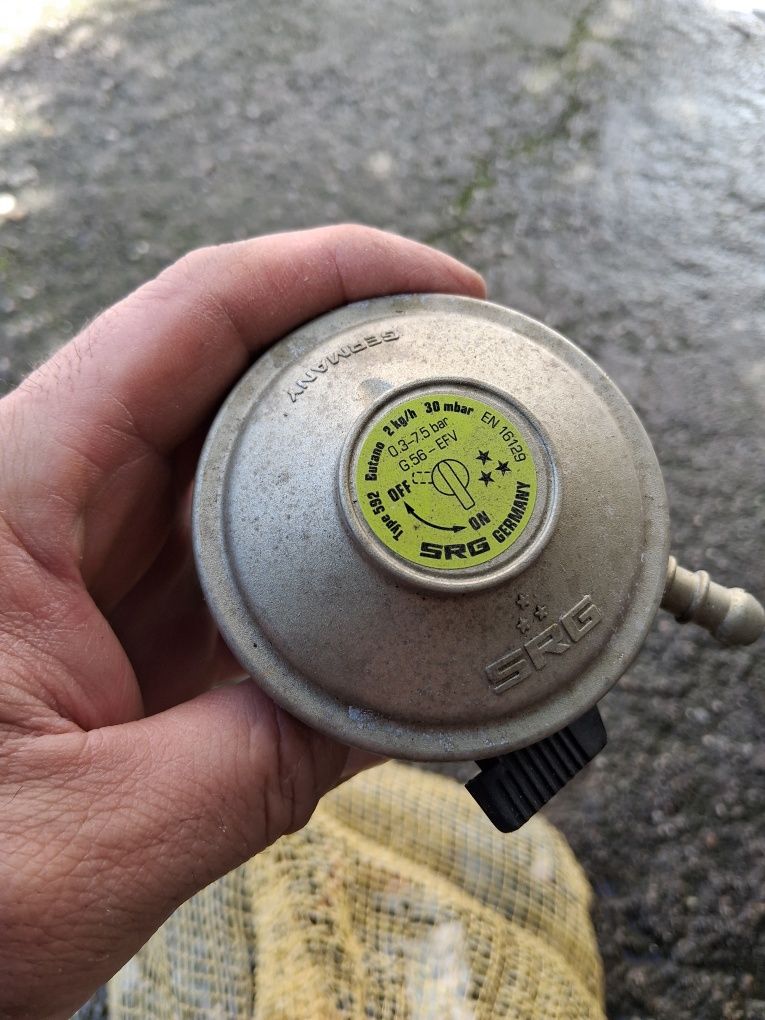 GERMANY
Type 592 Eutano 2 kg/h 30 mbar EN 16129
0.3–7.5 bar
G.56 – EFV
OFF
ON
SRG GERMANY
SRG